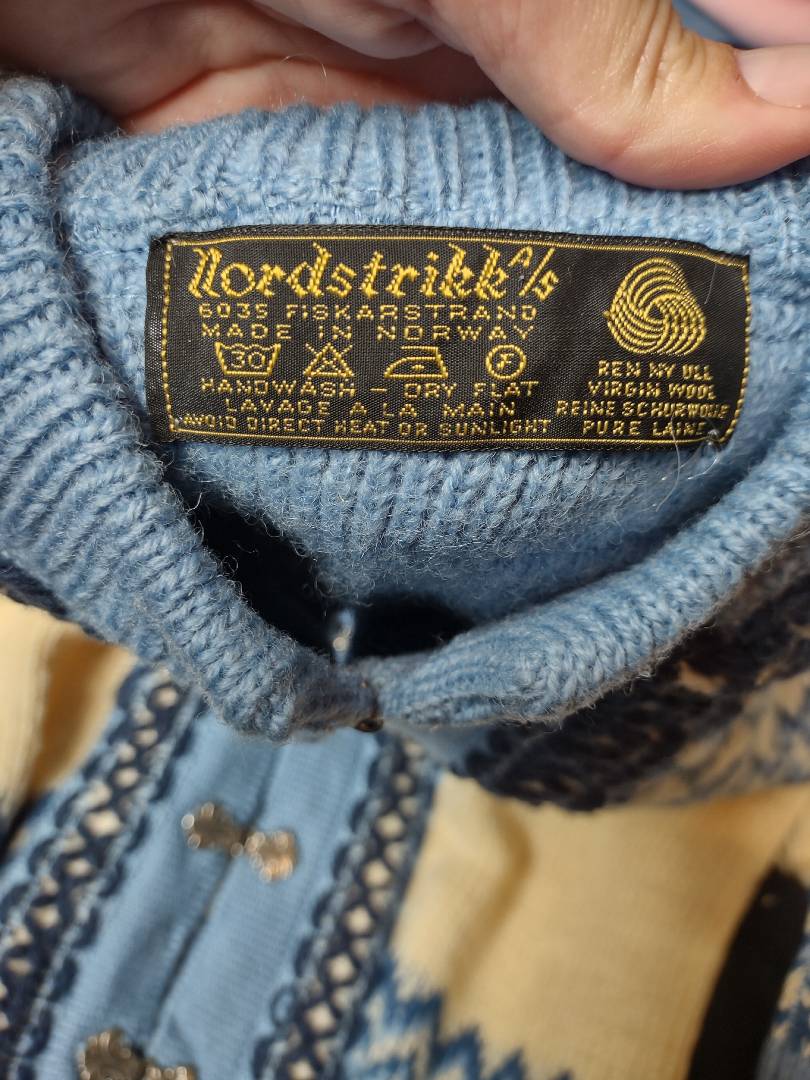 Nordstrikk A/S
6035 FISKARSTRAND
MADE IN NORWAY
30 F
HANDWASH - DRY FLAT
LAVAGE A LA MAIN
AVOID DIRECT HEAT OR SUNLIGHT
REN NY ULL
VIRGIN WOOL
REINE SCHURWOLLE
PURE LAINE